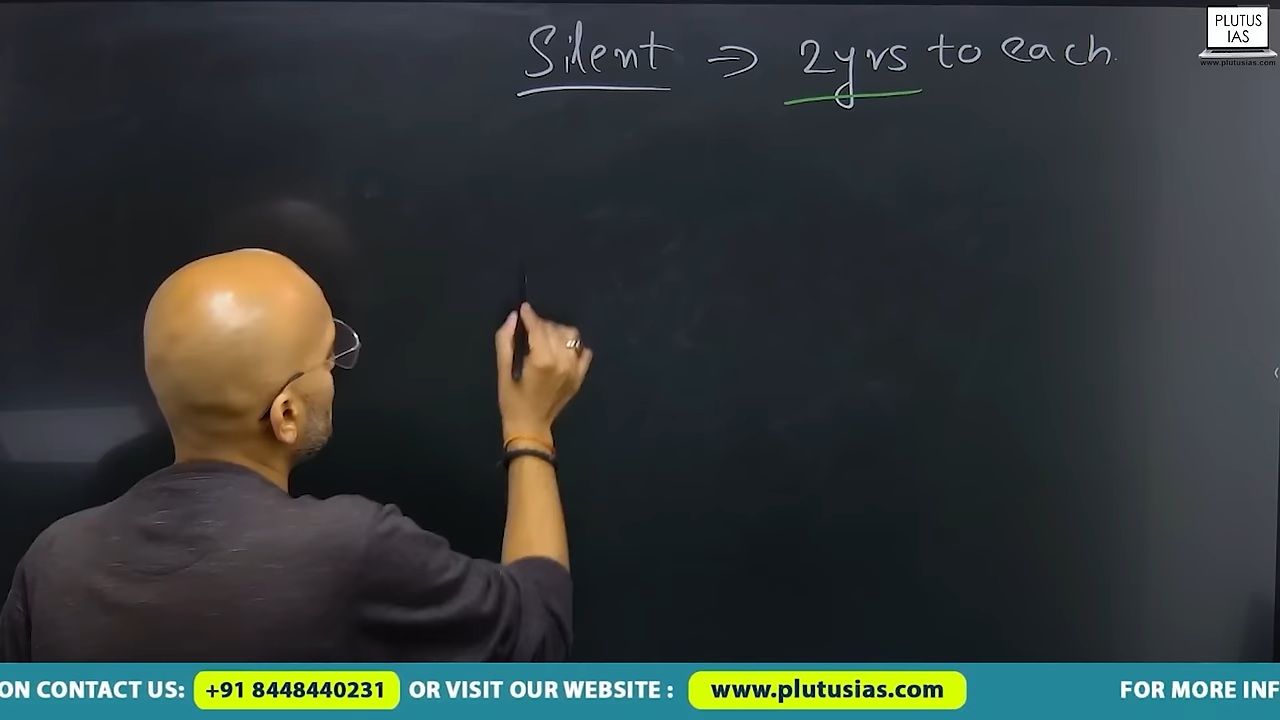 Silent ⇒ 2yrs to each.
PLUTUS
IAS
www.plutusias.com
ON CONTACT US: +91 8448440231 OR VISIT OUR WEBSITE : www.plutusias.com FOR MORE INF